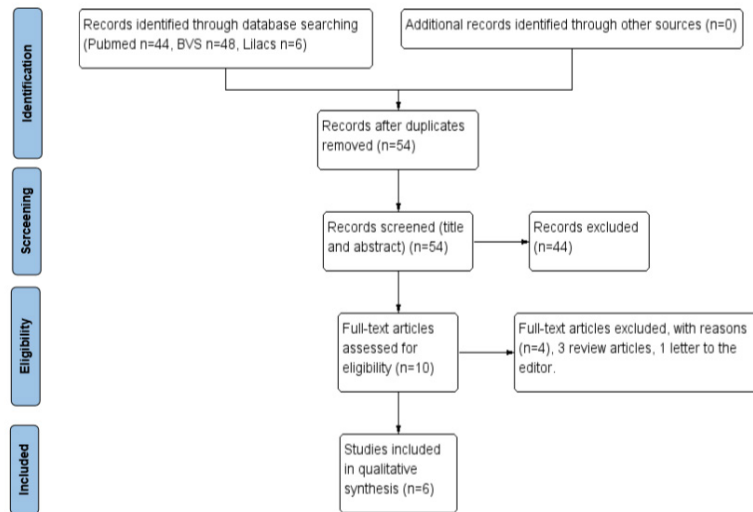 Identification
Records identified through database searching
(Pubmed n=44, BVS n=48, Lilacs n=6)
Additional records identified through other sources (n=0)
Records after duplicates
removed (n=54)
Scrceening
Records screened (title
and abstract) (n=54)
Records excluded
(n=44)
Eligibility
Full-text articles
assessed for
eligibility (n=10)
Full-text articles excluded, with reasons
(n=4), 3 review articles, 1 letter to the
editor.
Included
Studies included
in qualitative
synthesis (n=6)